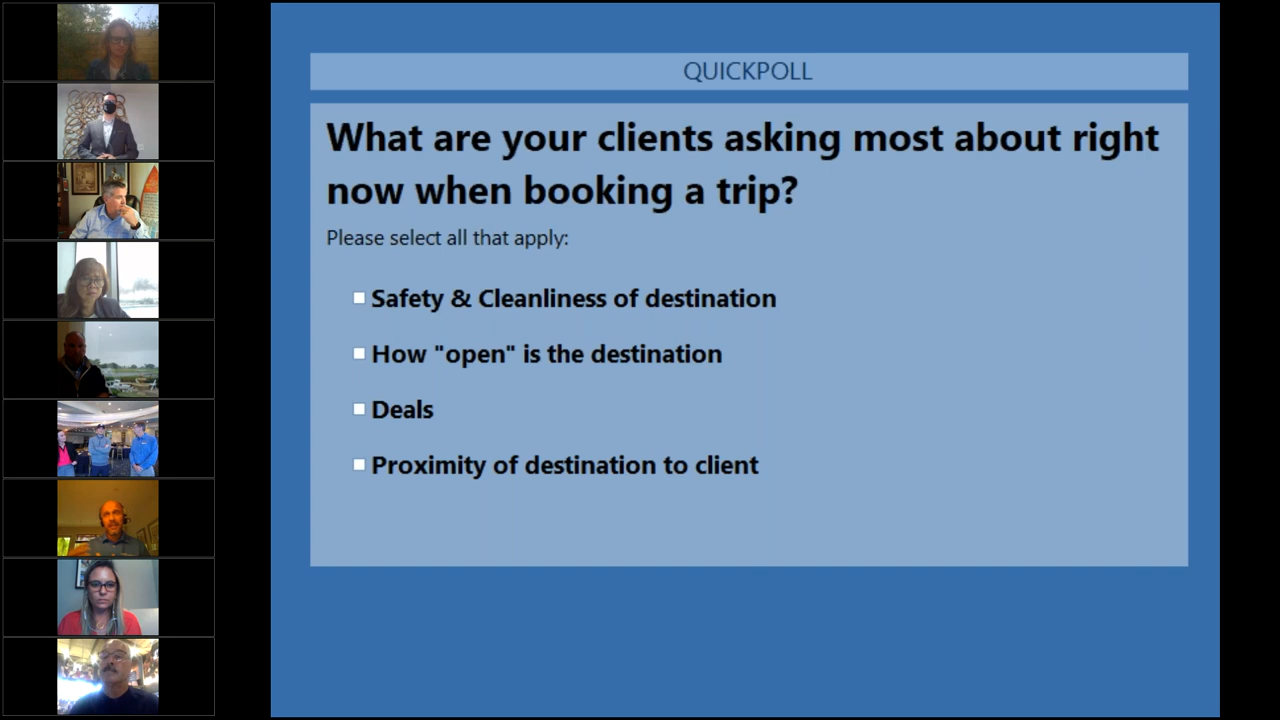 QUICKPOLL
What are your clients asking most about right
now when booking a trip?
Please select all that apply:
Safety & Cleanliness of destination
How "open" is the destination
Deals
Proximity of destination to client